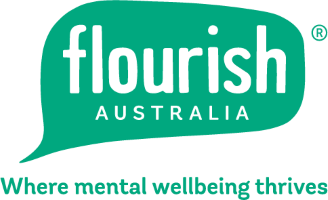 flourish
®
AUSTRALIA
Where mental wellbeing thrives